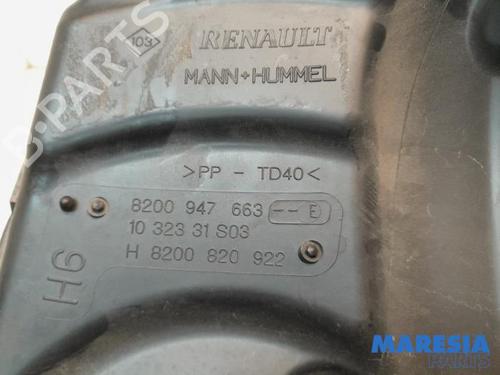 103
RENAULT
MANN+HUMMEL
>PP - TD40<
8200 947 663 -- E
10 323 31 S03
H 8200 820 922
H6
B-PARTS
MARESIA
PARTS